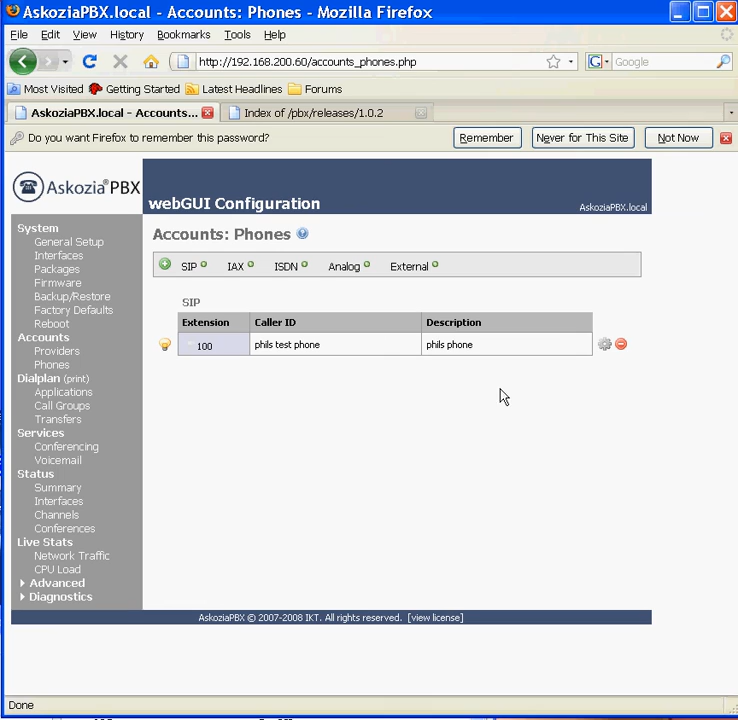 AskoziaPBX.local - Accounts: Phones - Mozilla Firefox
File Edit View History Bookmarks Tools Help
http://192.168.200.60/accounts_phones.php
G Google
Most Visited Getting Started Latest Headlines Forums
AskoziaPBX.local - Accounts... Index of /pbx/releases/1.0.2
Do you want Firefox to remember this password? Remember Never for This Site Not Now
Askozia®PBX
webGUI Configuration
AskoziaPBX.local
System
General Setup
Interfaces
Packages
Firmware
Backup/Restore
Factory Defaults
Reboot
Accounts
Providers
Phones
Dialplan (print)
Applications
Call Groups
Transfers
Services
Conferencing
Voicemail
Status
Summary
Interfaces
Channels
Conferences
Live Stats
Network Traffic
CPU Load
Advanced
Diagnostics
Accounts: Phones
SIP IAX ISDN Analog External
SIP
Extension Caller ID Description
100 phils test phone phils phone
AskoziaPBX © 2007-2008 IKT. All rights reserved. [view license]
Done